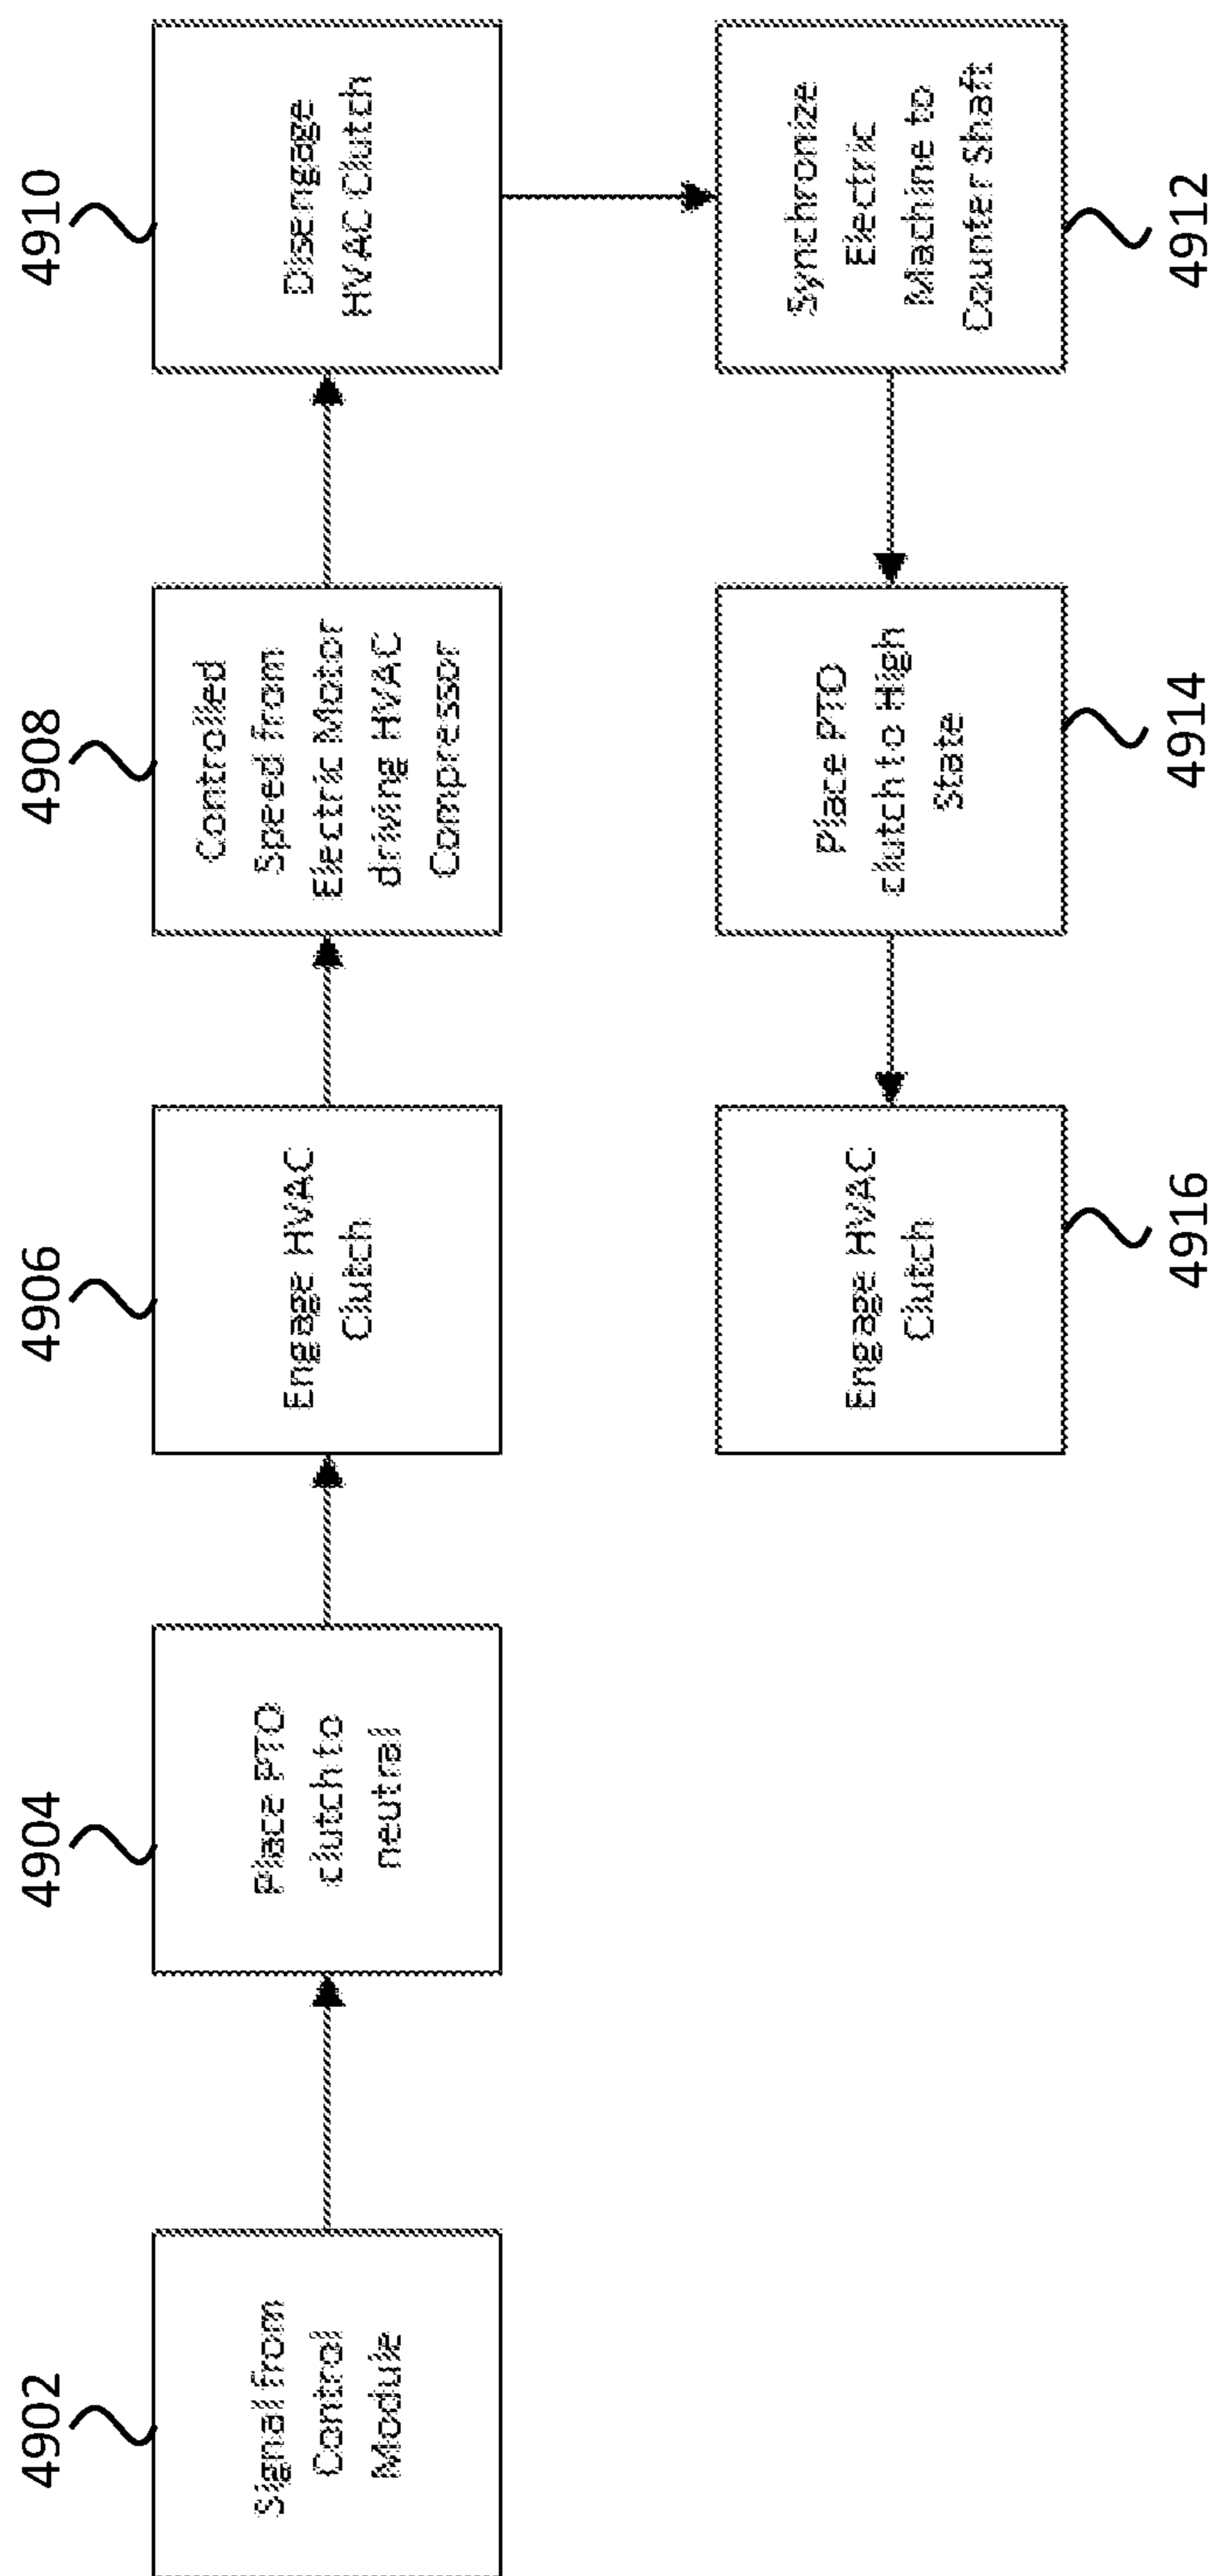 4902
Signal from
Control
Module
4904
Place PTO
clutch to
neutral
4906
Engage HVAC
Clutch
4908
Controlled
Speed from
Electric Motor
driving HVAC
Compressor
4910
Disengage
HVAC Clutch
Synchronize
Electric
Machine to
Counter Shaft
4912
Place PTO
clutch to High
State
4914
Engage HVAC
Clutch
4916